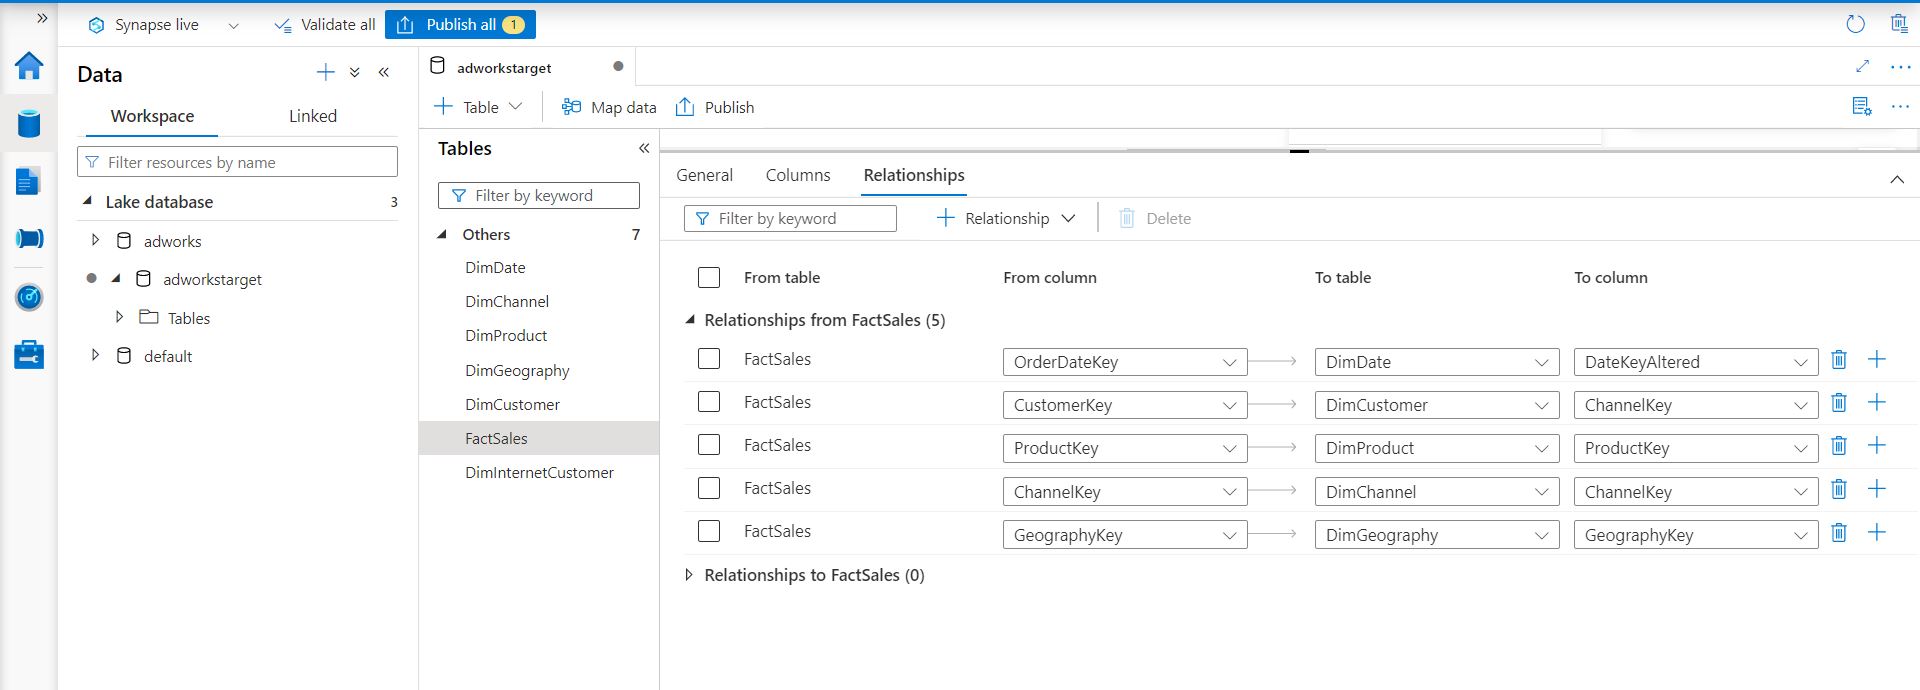 Synapse live
Validate all
Publish all 1
Data
Workspace Linked
Filter resources by name
Lake database 3
adworks
adworkstarget
Tables
default
adworkstarget
Table Map data Publish
Tables
Filter by keyword
Others 7
DimDate
DimChannel
DimProduct
DimGeography
DimCustomer
FactSales
DimInternetCustomer
General Columns Relationships
Filter by keyword Relationship Delete
From table From column To table To column
Relationships from FactSales (5)
FactSales OrderDateKey DimDate DateKeyAltered
FactSales CustomerKey DimCustomer ChannelKey
FactSales ProductKey DimProduct ProductKey
FactSales ChannelKey DimChannel ChannelKey
FactSales GeographyKey DimGeography GeographyKey
Relationships to FactSales (0)